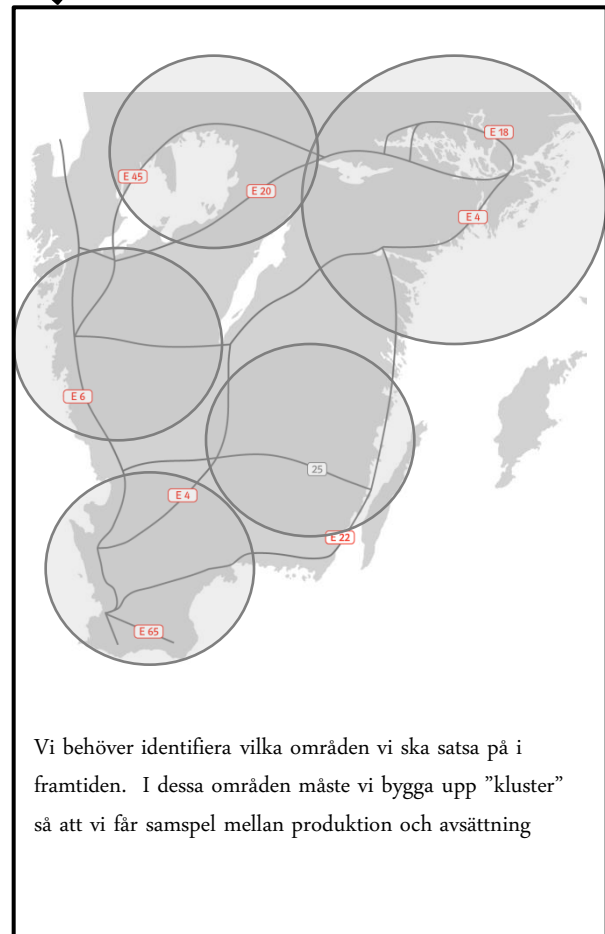 E 18
E 45
E 20
E 4
E 6
25
E 4
E 22
E 65
Vi behöver identifiera vilka områden vi ska satsa på i
framtiden.  I dessa områden måste vi bygga upp ”kluster”
så att vi får samspel mellan produktion och avsättning